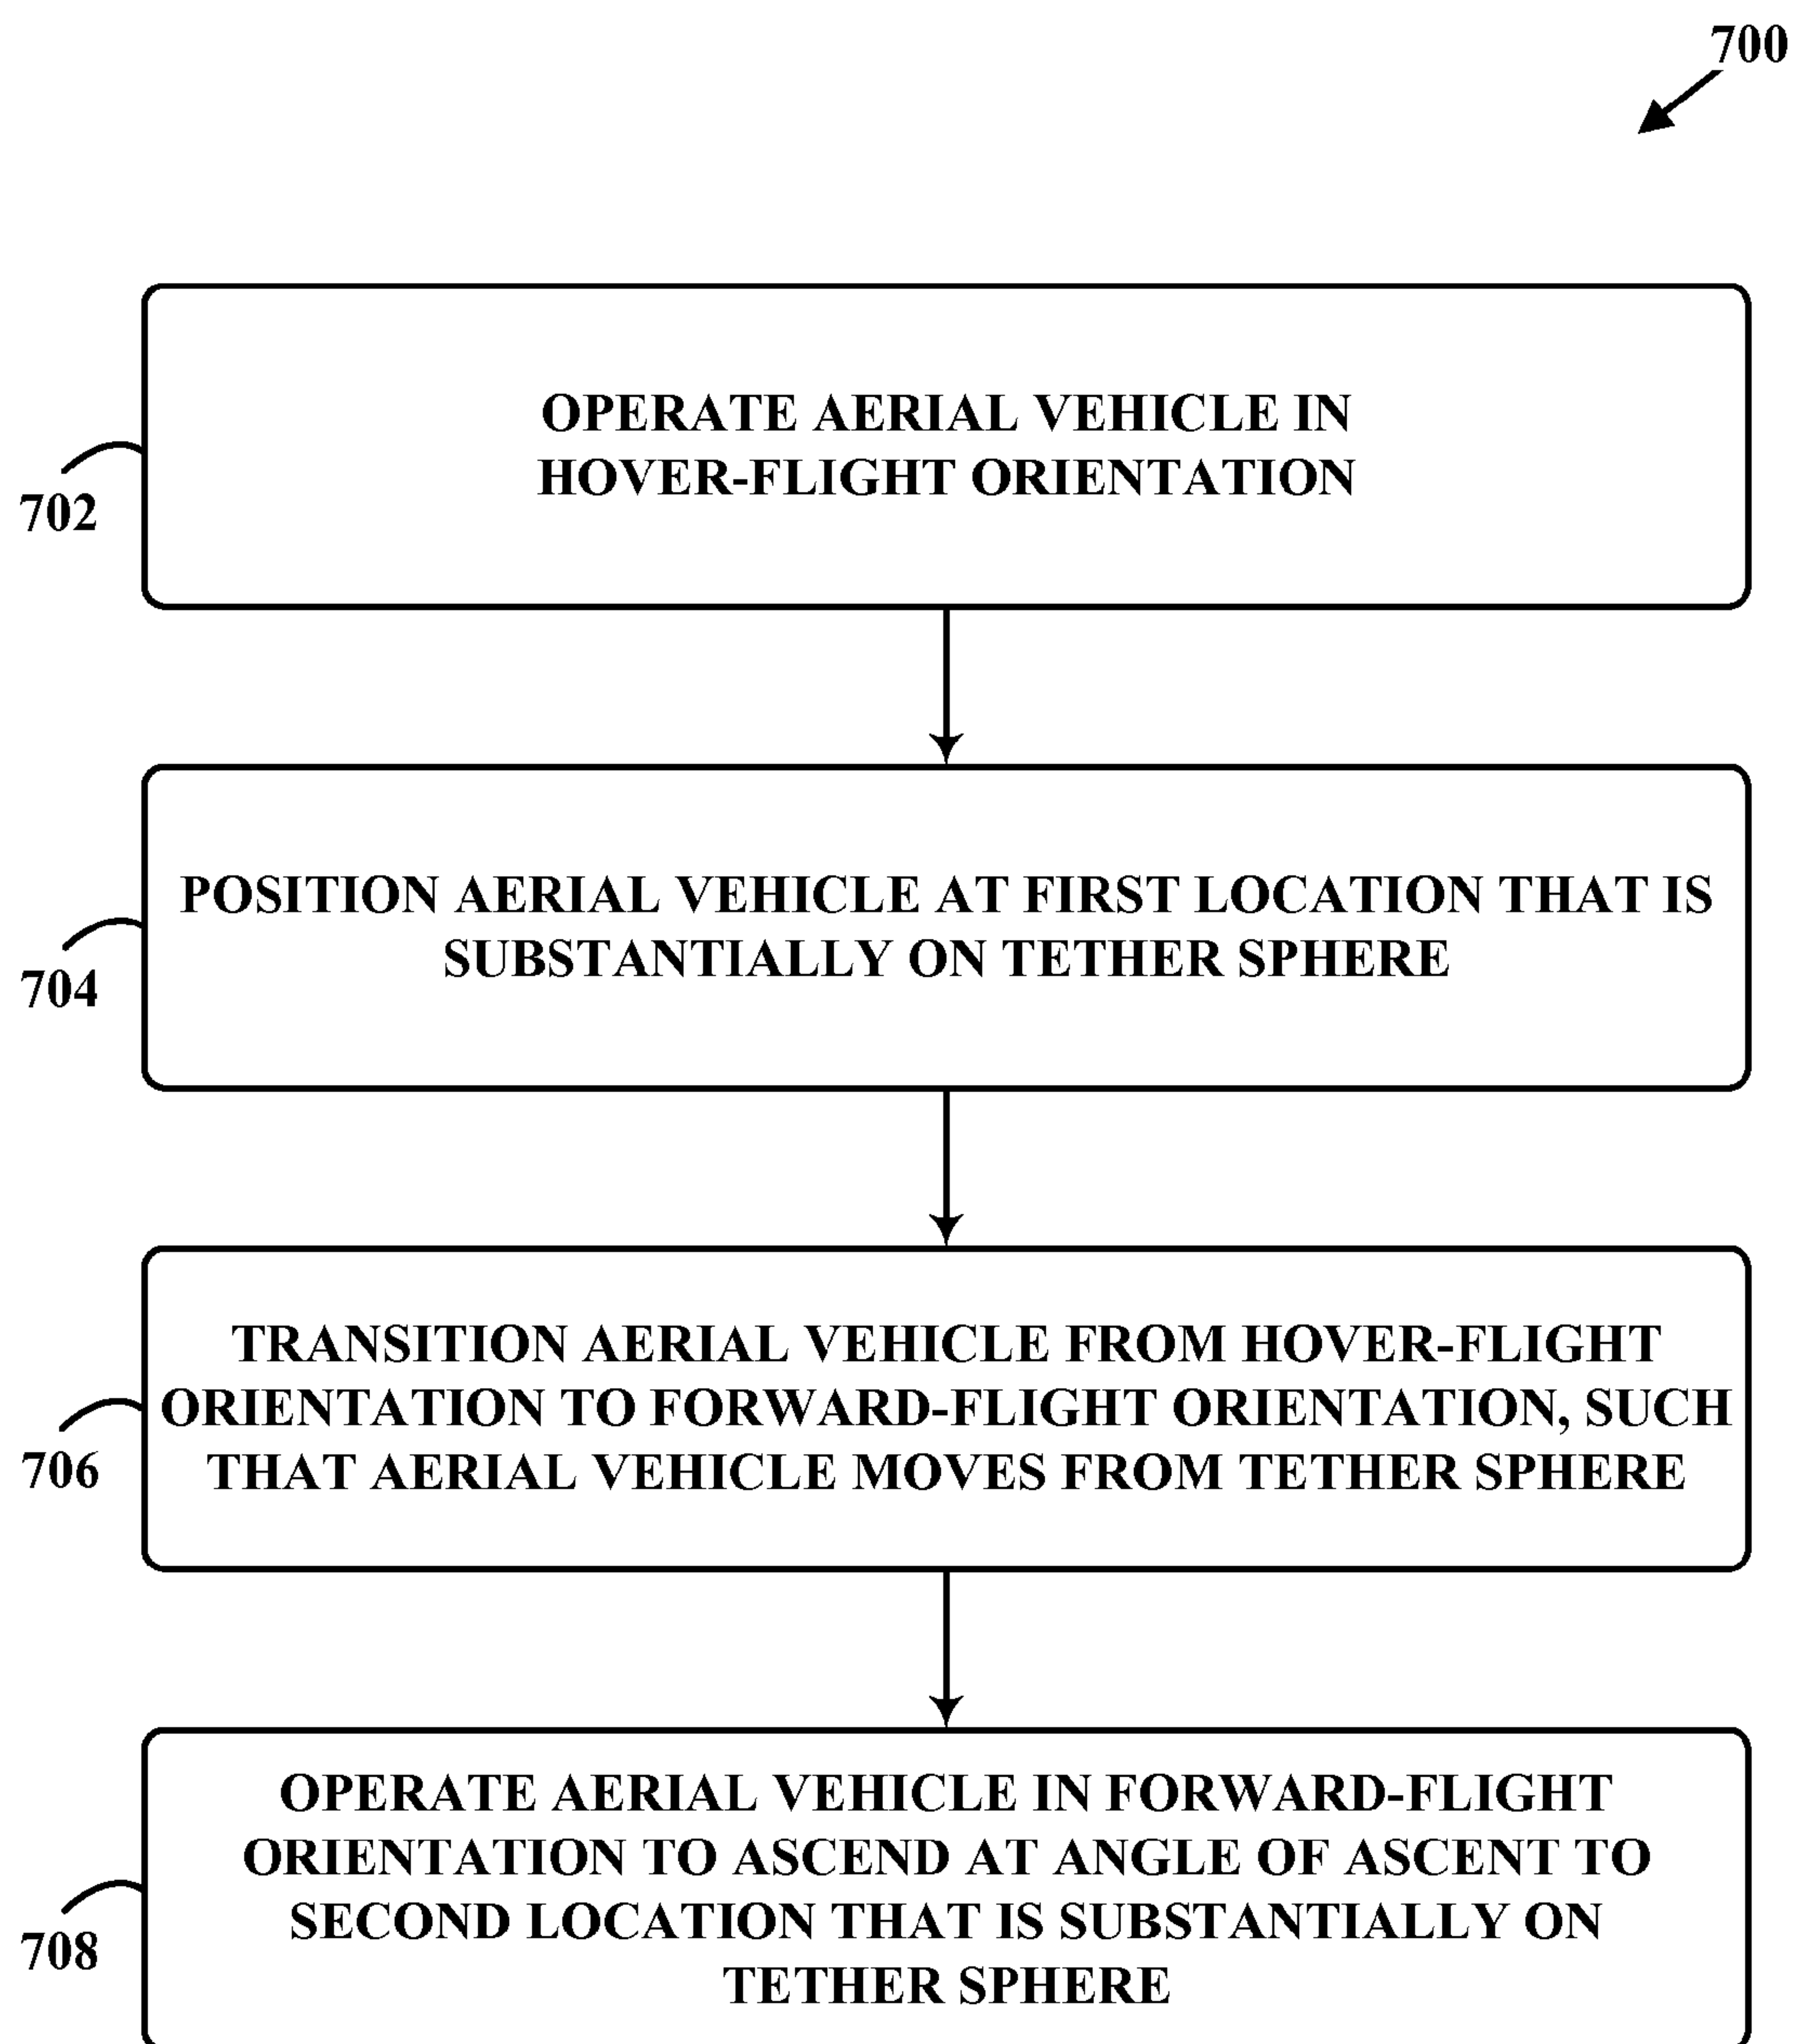 700
OPERATE AERIAL VEHICLE IN
HOVER-FLIGHT ORIENTATION
702
POSITION AERIAL VEHICLE AT FIRST LOCATION THAT IS
SUBSTANTIALLY ON TETHER SPHERE
704
TRANSITION AERIAL VEHICLE FROM HOVER-FLIGHT
ORIENTATION TO FORWARD-FLIGHT ORIENTATION, SUCH
THAT AERIAL VEHICLE MOVES FROM TETHER SPHERE
706
OPERATE AERIAL VEHICLE IN FORWARD-FLIGHT
ORIENTATION TO ASCEND AT ANGLE OF ASCENT TO
SECOND LOCATION THAT IS SUBSTANTIALLY ON
TETHER SPHERE
708